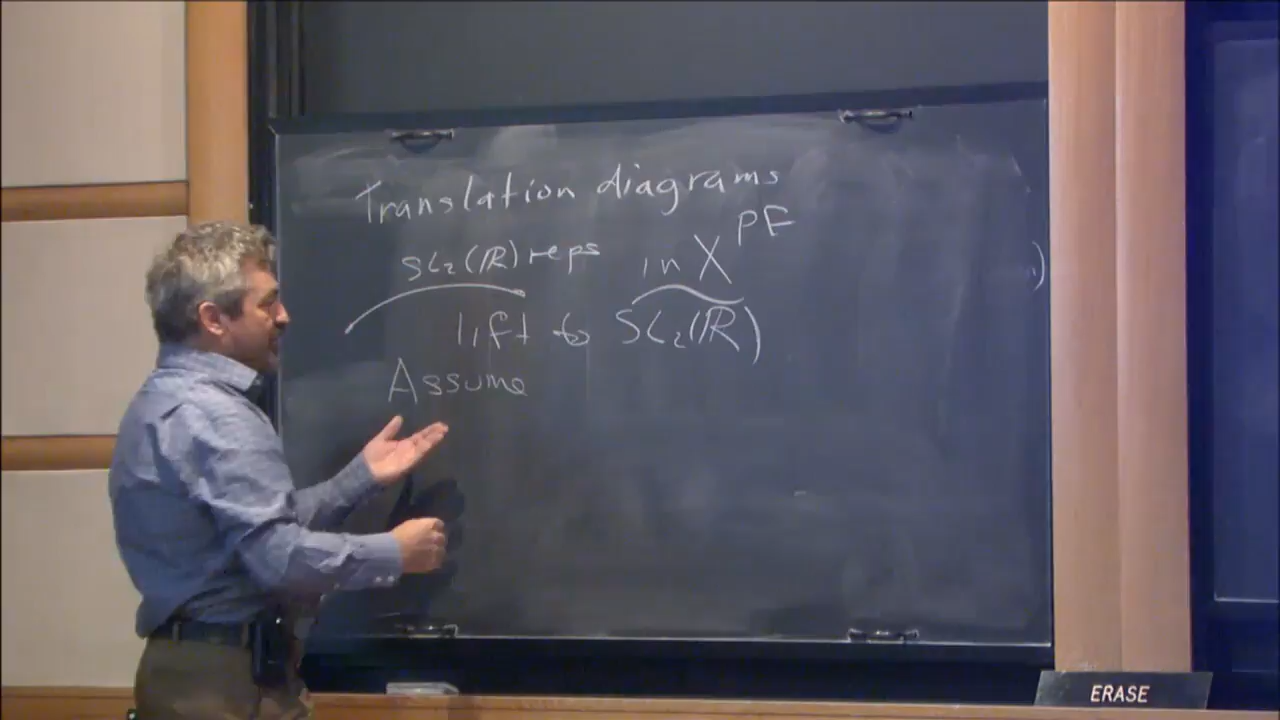 Translation diagrams
sl₂(ℝ) reps in X^PF
lift to SL₂(ℝ)
Assume
)
ERASE